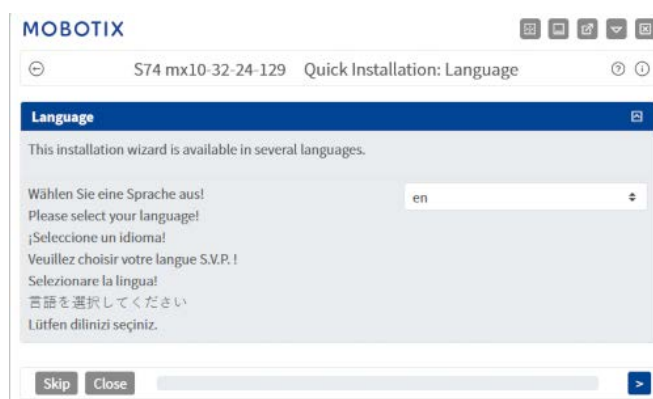 MOBOTIX
S74 mx10-32-24-129 Quick Installation: Language
Language
This installation wizard is available in several languages.
Wählen Sie eine Sprache aus!
en
Please select your language!
¡Seleccione un idioma!
Veuillez choisir votre langue S.V.P. !
Selezionare la lingua!
言語を選択してください
Lütfen dilinizi seçiniz.
Skip Close